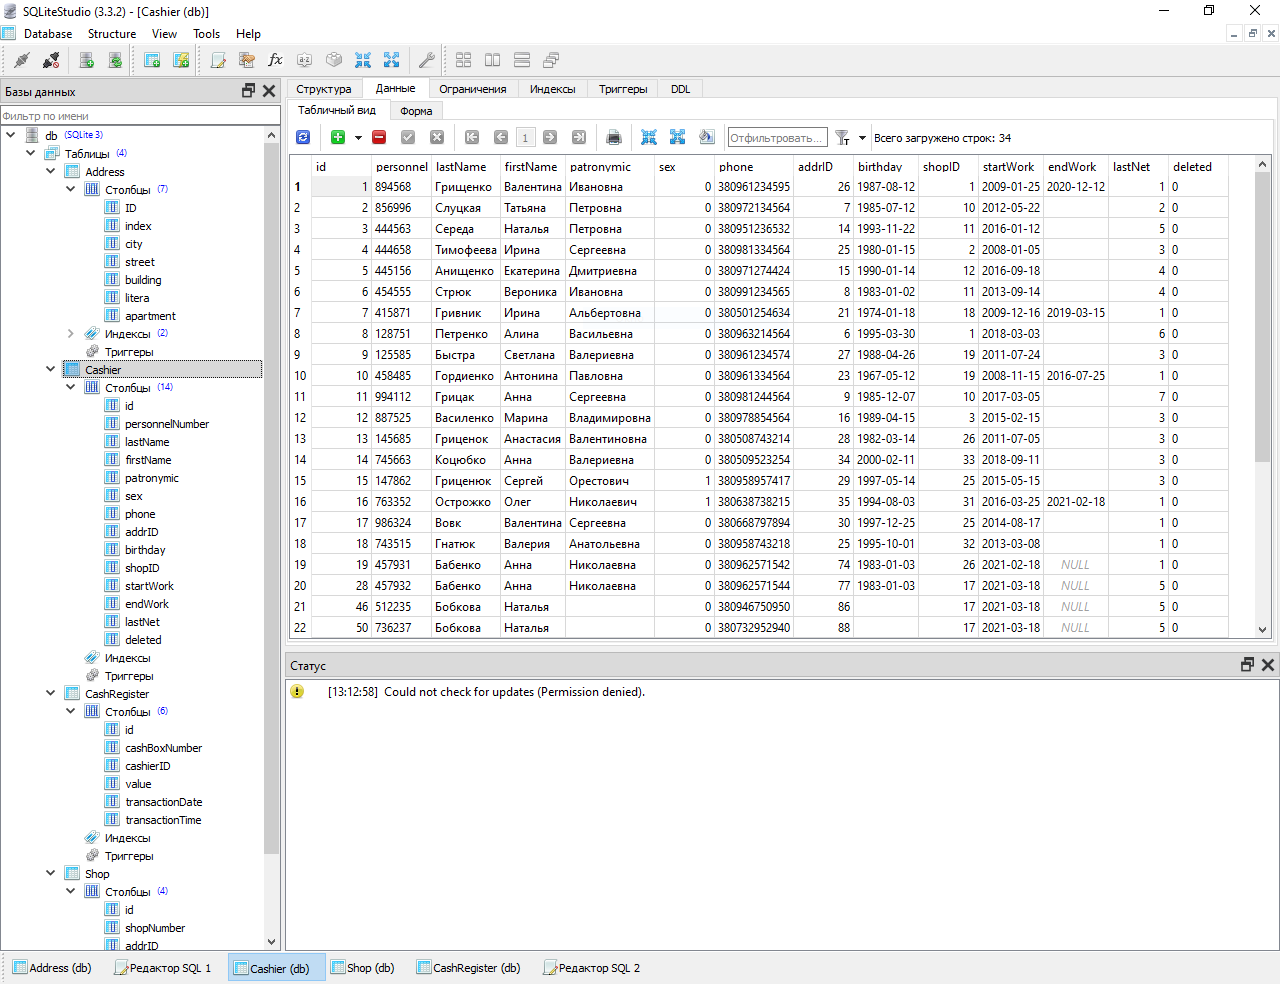 SQLiteStudio (3.3.2) - [Cashier (db)]
Database Structure View Tools Help
Базы данных
Фильтр по имени
db (SQLite 3)
Таблицы (4)
Address
Столбцы (7)
ID
index
city
street
building
litera
apartment
Индексы (2)
Триггеры
Cashier
Столбцы (14)
id
personnelNumber
lastName
firstName
patronymic
sex
phone
addrID
birthday
shopID
startWork
endWork
lastNet
deleted
Индексы
Триггеры
CashRegister
Столбцы (6)
id
cashBoxNumber
cashierID
value
transactionDate
transactionTime
Индексы
Триггеры
Shop
Столбцы (4)
id
shopNumber
addrID
Структура Данные Ограничения Индексы Триггеры DDL
Табличный вид Форма
1 Отфильтровать... Всего загружено строк: 34
id personnel lastName firstName patronymic sex phone addrID birthday shopID startWork endWork lastNet deleted
1 1 894568 Грищенко Валентина Ивановна 0 380961234595 26 1987-08-12 1 2009-01-25 2020-12-12 1 0
2 2 856996 Слуцкая Татьяна Петровна 0 380972134564 7 1985-07-12 10 2012-05-22 2 0
3 3 444563 Середа Наталья Петровна 0 380951236532 14 1993-11-22 11 2016-01-12 5 0
4 4 444658 Тимофеева Ирина Сергеевна 0 380981334564 25 1980-01-15 2 2008-01-05 3 0
5 5 445156 Анищенко Екатерина Дмитриевна 0 380971274424 15 1990-01-14 12 2016-09-18 4 0
6 6 454555 Стрюк Вероника Ивановна 0 380991234565 8 1983-01-02 11 2013-09-14 4 0
7 7 415871 Гривник Ирина Альбертовна 0 380501254634 21 1974-01-18 18 2009-12-16 2019-03-15 1 0
8 8 128751 Петренко Алина Васильевна 0 380963214564 6 1995-03-30 1 2018-03-03 6 0
9 9 125585 Быстра Светлана Валериевна 0 380961234574 27 1988-04-26 19 2011-07-24 3 0
10 10 458485 Гордиенко Антонина Павловна 0 380961334564 23 1967-05-12 19 2008-11-15 2016-07-25 1 0
11 11 994112 Грицак Анна Сергеевна 0 380981244564 9 1985-12-07 10 2017-03-05 7 0
12 12 887525 Василенко Марина Владимировна 0 380978854564 16 1989-04-15 3 2015-02-15 3 0
13 13 145685 Гриценок Анастасия Валентиновна 0 380508743214 28 1982-03-14 26 2011-07-05 3 0
14 14 745663 Коцюбко Анна Валериевна 0 380509523254 34 2000-02-11 33 2018-09-11 3 0
15 15 147862 Гриценюк Сергей Орестович 1 380958957417 29 1997-05-14 25 2015-05-15 3 0
16 16 763352 Острожко Олег Николаевич 1 380638738215 35 1994-08-03 31 2016-03-25 2021-02-18 1 0
17 17 986324 Вовк Валентина Сергеевна 0 380668797894 30 1997-12-25 25 2014-08-17 1 0
18 18 743515 Гнатюк Валерия Анатольевна 0 380958743218 25 1995-10-01 32 2013-03-08 1 0
19 19 457931 Бабенко Анна Николаевна 0 380962571542 74 1983-01-03 26 2021-02-18 NULL 1 0
20 28 457932 Бабенко Анна Николаевна 0 380962571544 77 1983-01-03 17 2021-03-18 NULL 5 0
21 46 512235 Бобкова Наталья 0 380946750950 86 17 2021-03-18 NULL 5 0
22 50 736237 Бобкова Наталья 0 380732952940 88 17 2021-03-18 NULL 5 0
Статус
[13:12:58] Could not check for updates (Permission denied).
Address (db) Редактор SQL 1 Cashier (db) Shop (db) CashRegister (db) Редактор SQL 2